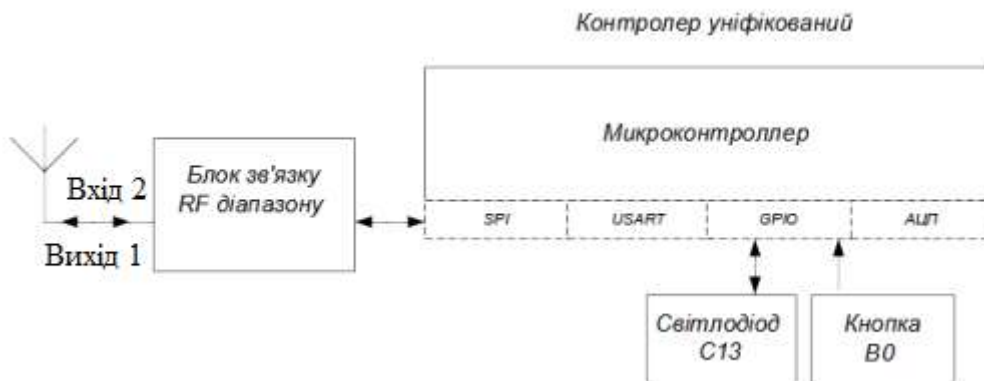 Контролер уніфікований
Микроконтроллер
Блок зв'язку
RF діапазону
Вхід 2
Вихід 1
SPI
USART
GPIO
АЦП
Світлодіод
C13
Кнопка
B0